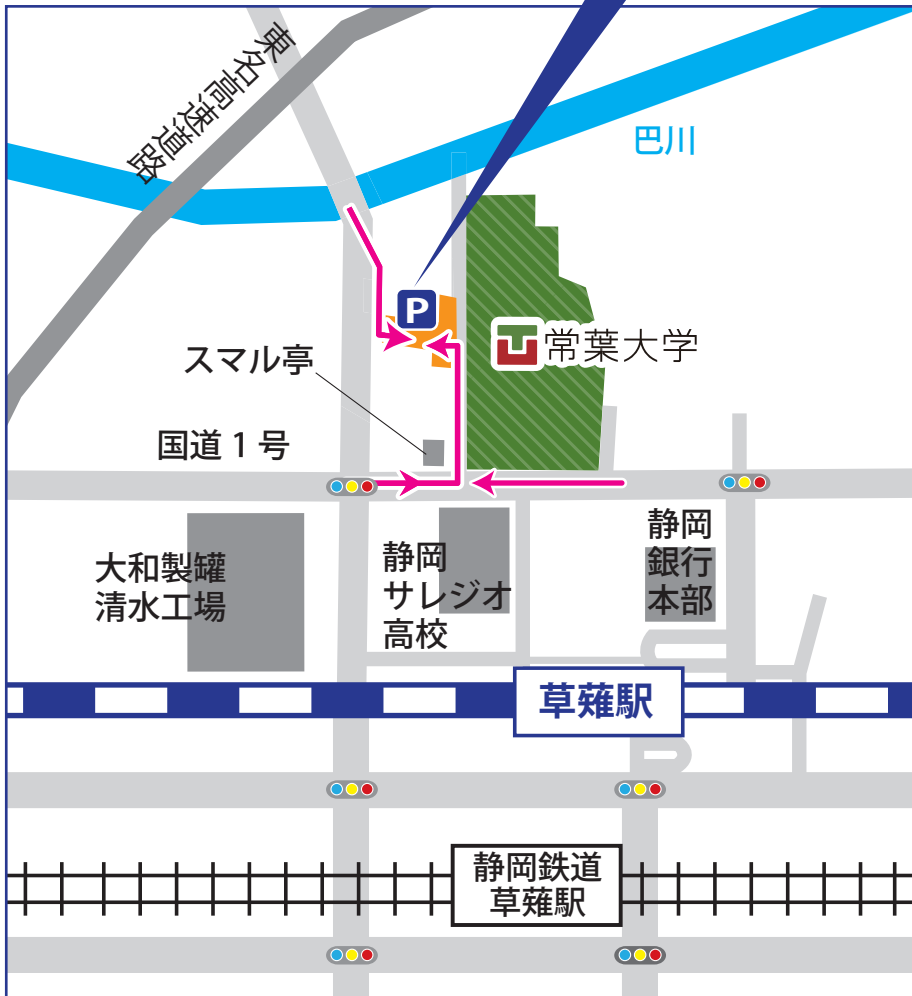 東名高速道路
巴川
P
常葉大学
スマル亭
国道1号
静岡
銀行
本部
大和製罐
清水工場
静岡
サレジオ
高校
草薙駅
静岡鉄道
草薙駅